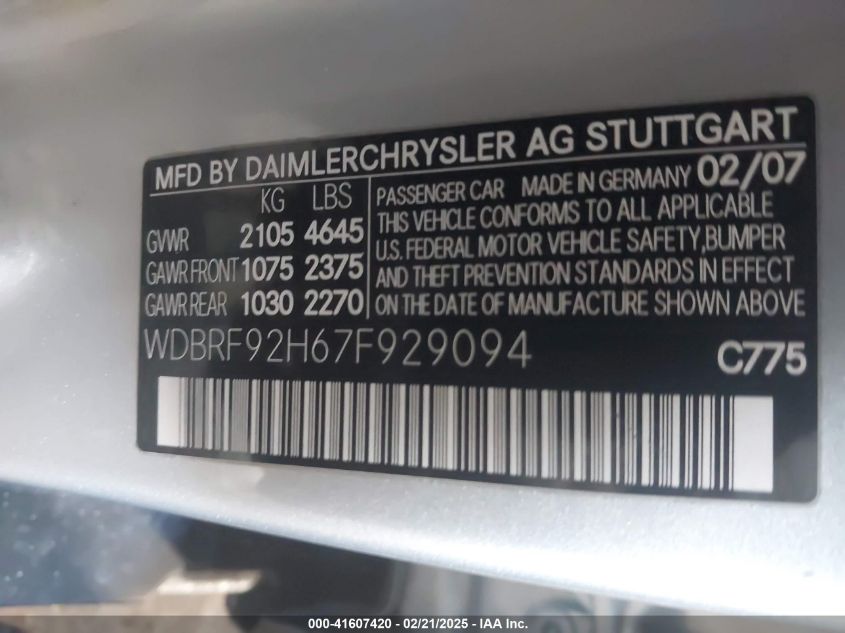 MFD BY DAIMLERCHRYSLER AG STUTTGART
KG LBS
GVWR 2105 4645
GAWR FRONT 1075 2375
GAWR REAR 1030 2270
PASSENGER CAR MADE IN GERMANY 02/07
THIS VEHICLE CONFORMS TO ALL APPLICABLE
U.S. FEDERAL MOTOR VEHICLE SAFETY,BUMPER
AND THEFT PREVENTION STANDARDS IN EFFECT
ON THE DATE OF MANUFACTURE SHOWN ABOVE
WDBRF92H67F929094 C775
000-41607420 - 02/21/2025 - IAA Inc.